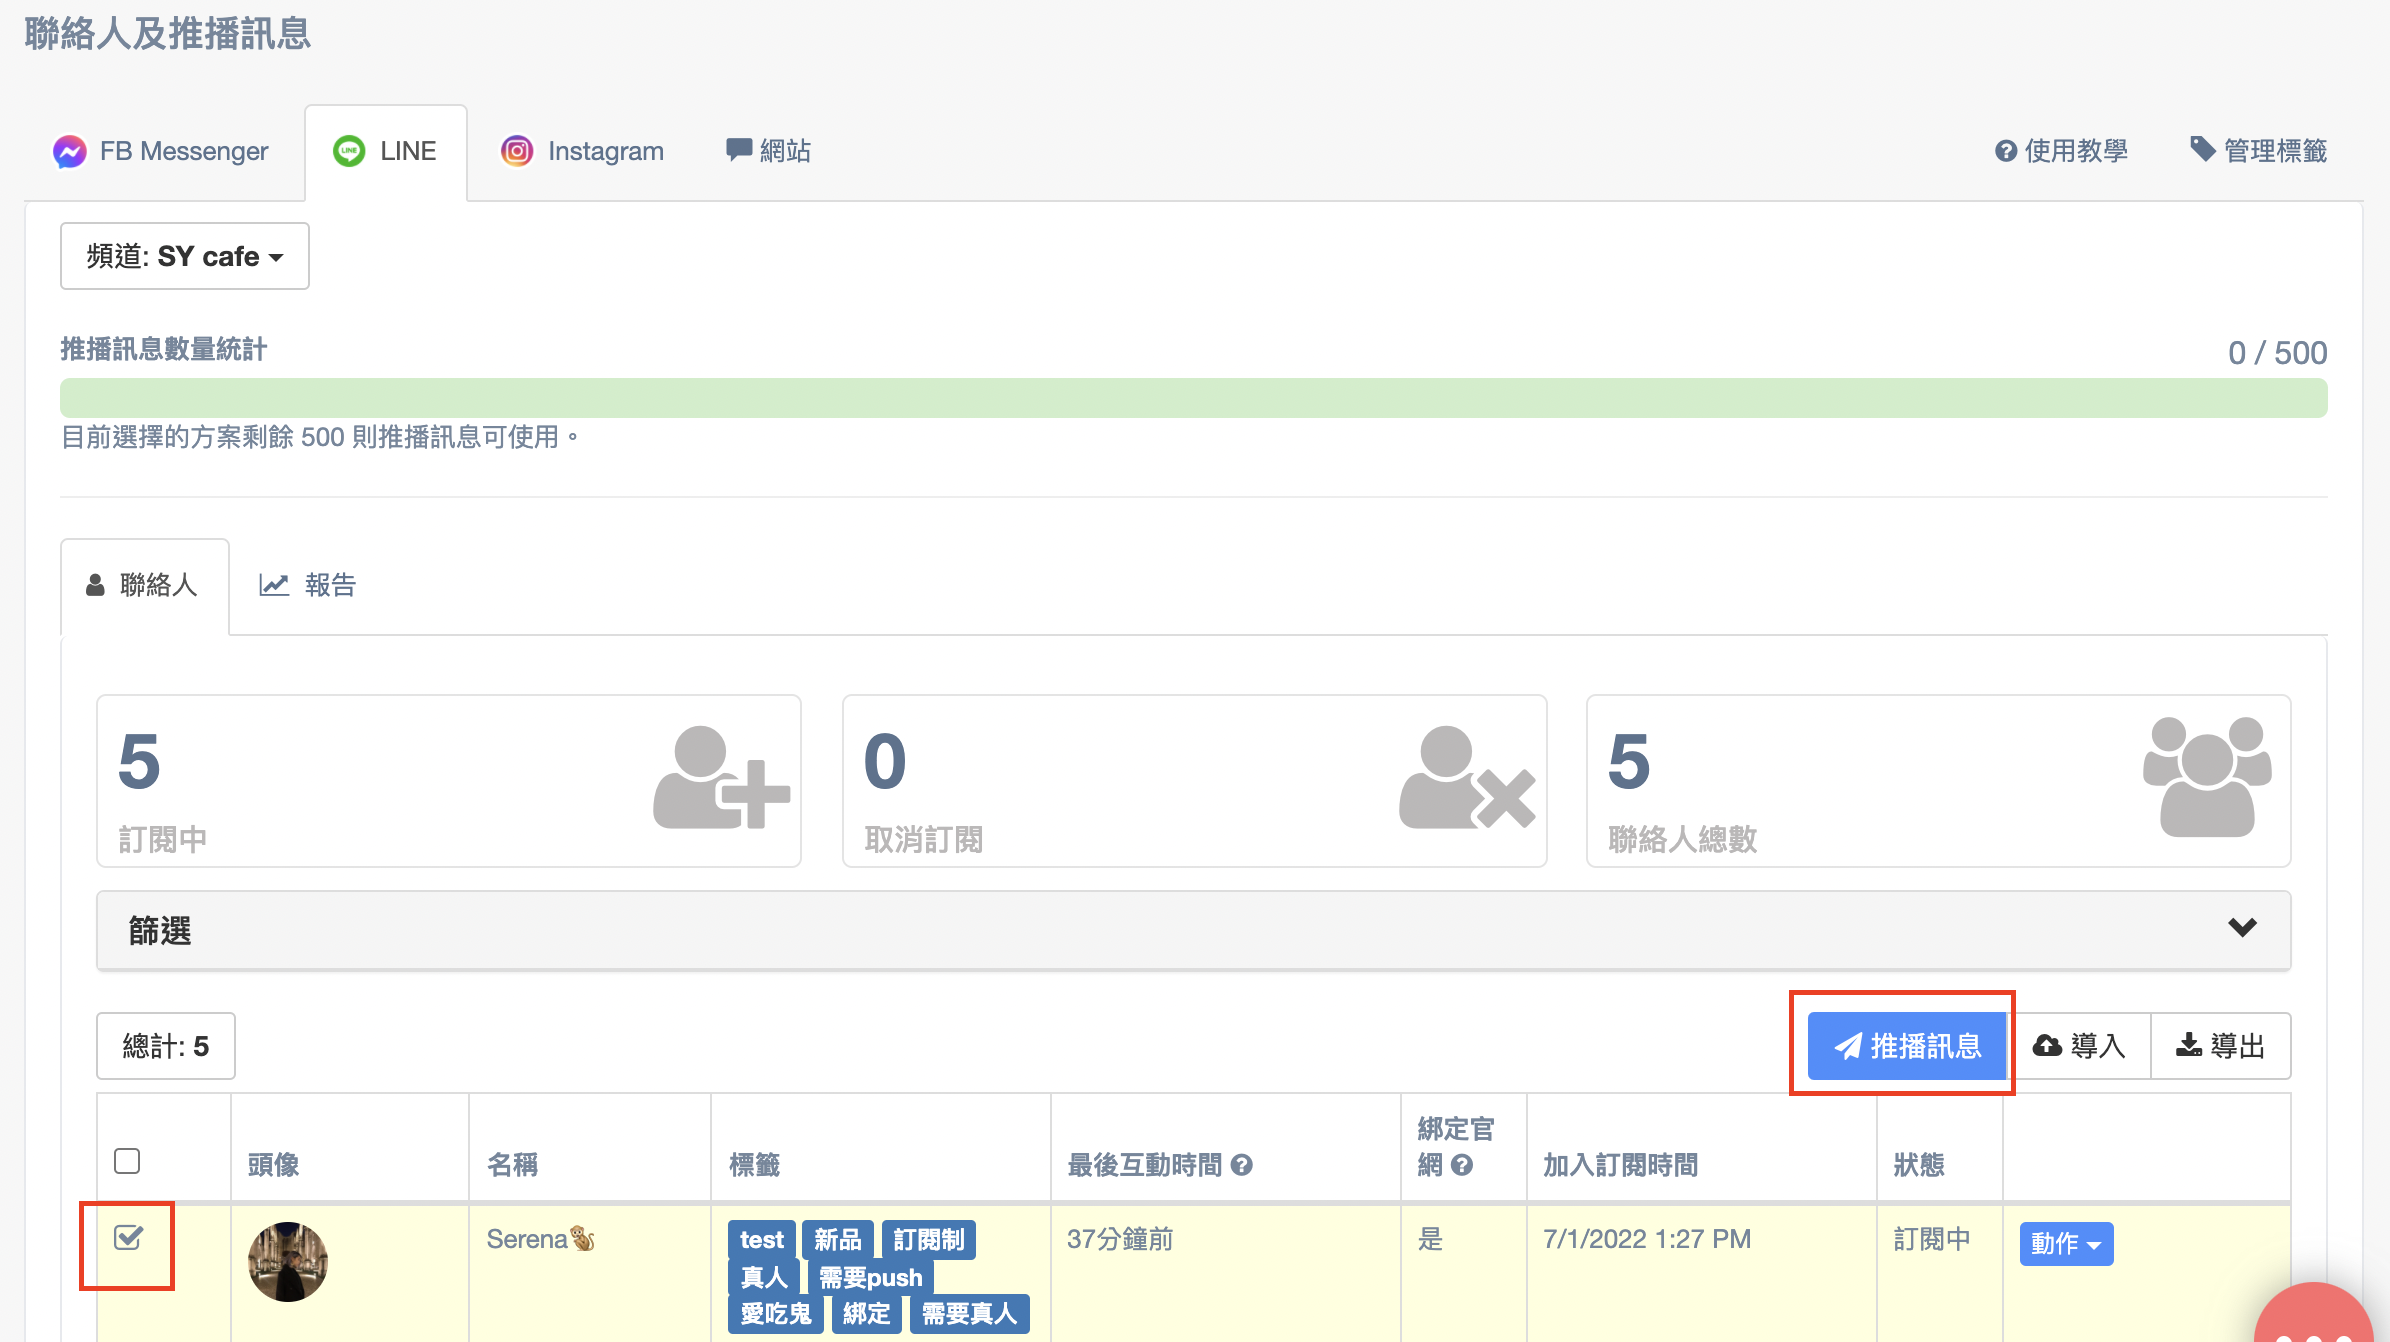 聯絡人及推播訊息
FB Messenger
LINE
Instagram
網站
使用教學
管理標籤
頻道: SY cafe
推播訊息數量統計
0 / 500
目前選擇的方案剩餘 500 則推播訊息可使用。
聯絡人
報告
5
訂閱中
0
取消訂閱
5
聯絡人總數
篩選
總計: 5
推播訊息
導入
導出
頭像
名稱
標籤
最後互動時間
綁定官
網
加入訂閱時間
狀態
Serena🐒
test 新品 訂閱制
真人 需要push
愛吃鬼 綁定 需要真人
37分鐘前
是
7/1/2022 1:27 PM
訂閱中
動作